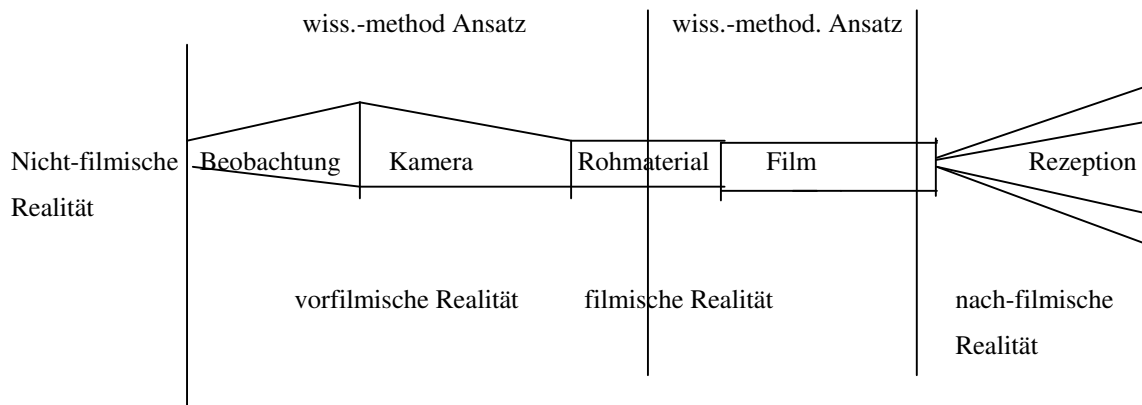 wiss.-method Ansatz wiss.-method. Ansatz
Nicht-filmische Beobachtung Kamera Rohmaterial Film Rezeption
Realität
vorfilmische Realität filmische Realität nach-filmische
Realität